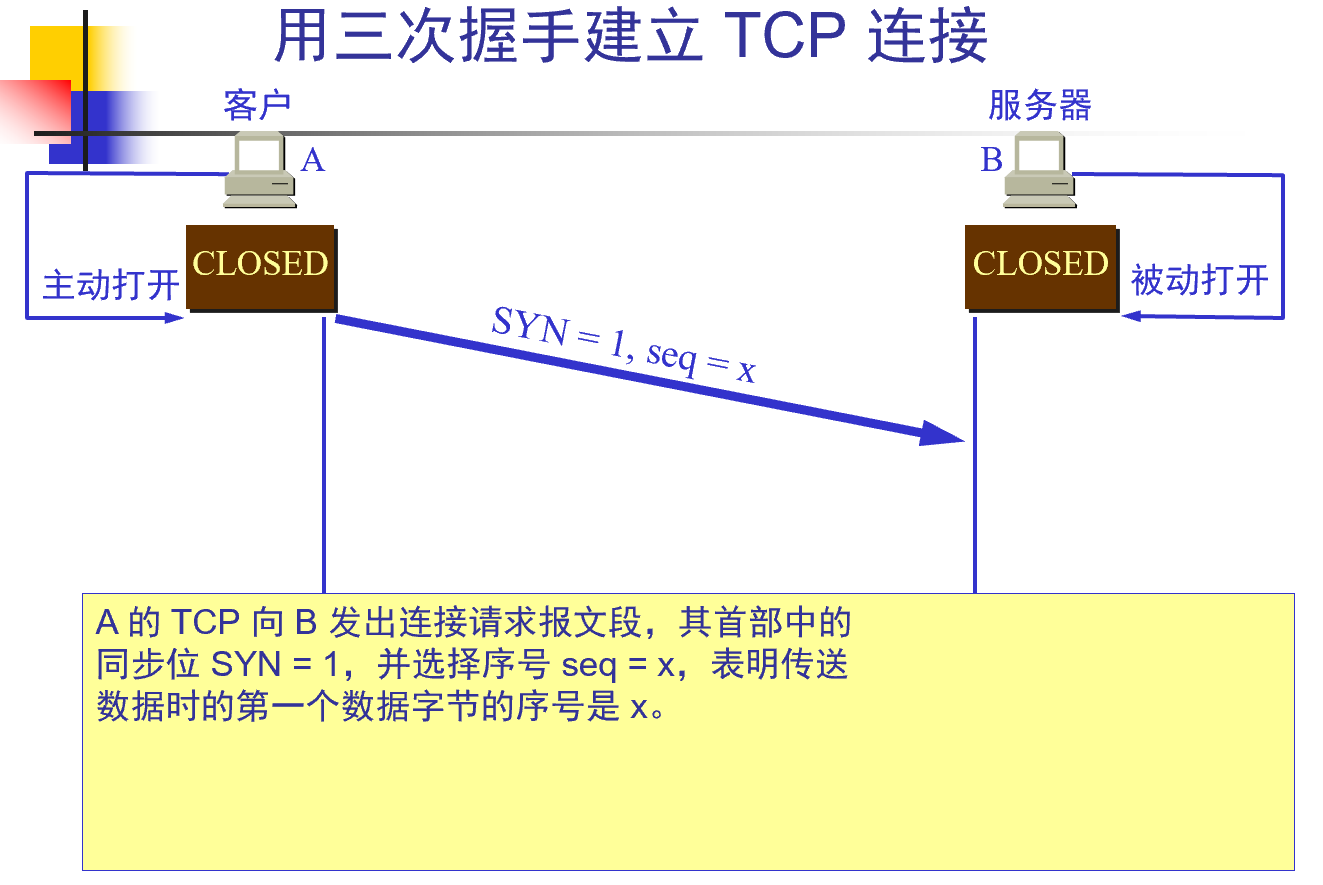 用三次握手建立 TCP 连接
客户
服务器
A
B
CLOSED
CLOSED
主动打开
被动打开
SYN = 1, seq = x
A 的 TCP 向 B 发出连接请求报文段，其首部中的
同步位 SYN = 1，并选择序号 seq = x，表明传送
数据时的第一个数据字节的序号是 x。